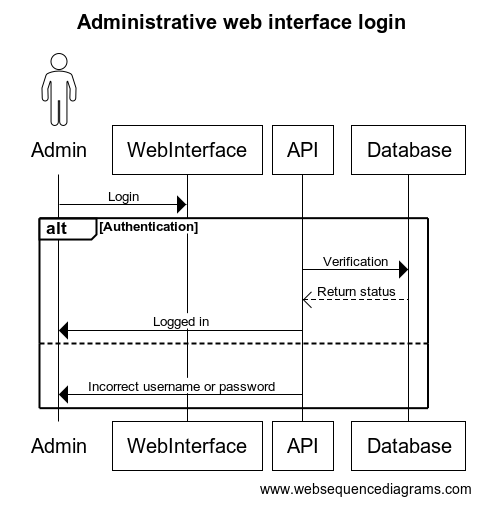 Administrative web interface login
Admin WebInterface API Database
Login
alt [Authentication]
Verification
Return status
Logged in
Incorrect username or password
Admin WebInterface API Database
www.websequencediagrams.com